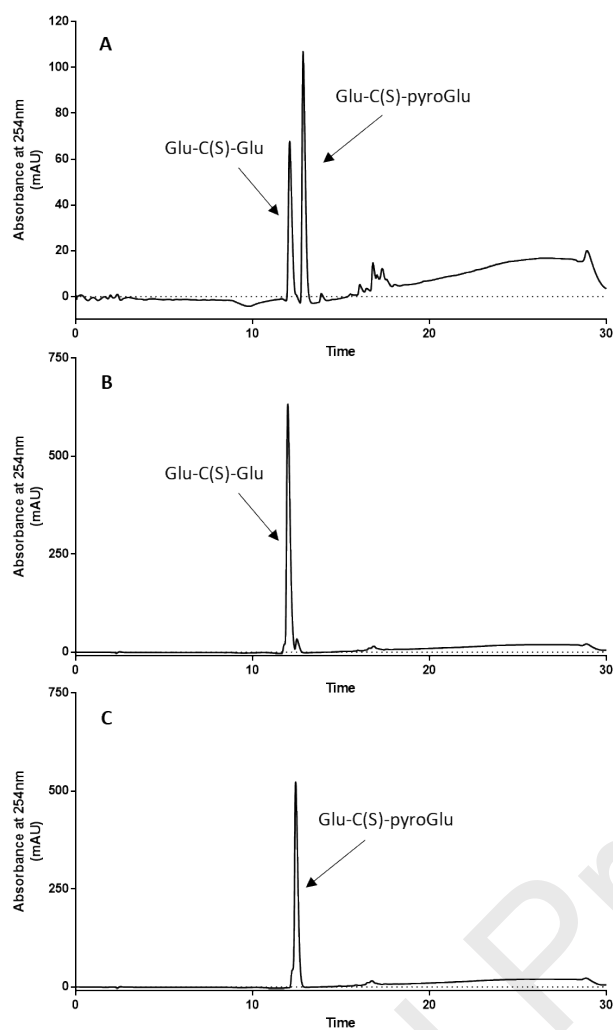 A
120
100
80
60
40
20
0
Absorbance at 254nm
(mAU)
Glu-C(S)-Glu
Glu-C(S)-pyroGlu
0
10
20
30
Time
B
750
500
250
0
Absorbance at 254nm
(mAU)
Glu-C(S)-Glu
0
10
20
30
Time
C
750
500
250
0
Absorbance at 254nm
(mAU)
Glu-C(S)-pyroGlu
0
10
20
30
Time